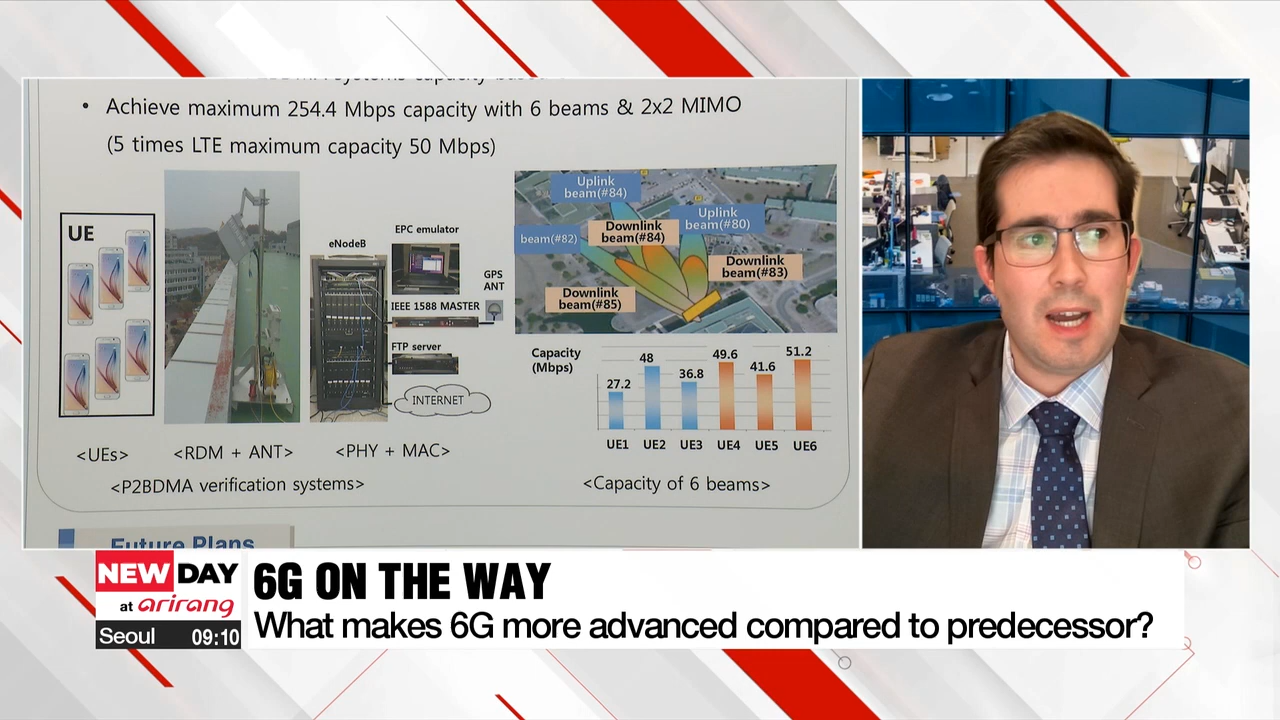 • Achieve maximum 254.4 Mbps capacity with 6 beams & 2x2 MIMO
(5 times LTE maximum capacity 50 Mbps)
UE
eNodeB
EPC emulator
GPS
ANT
IEEE 1588 MASTER
FTP server
INTERNET
<UEs>
<RDM + ANT>
<PHY + MAC>
<P2BDMA verification systems>
Uplink
beam(#84)
Uplink
beam(#80)
beam(#82)
Downlink
beam(#84)
Downlink
beam(#83)
Downlink
beam(#85)
Capacity
(Mbps)
27.2
48
36.8
49.6
41.6
51.2
UE1 UE2 UE3 UE4 UE5 UE6
<Capacity of 6 beams>
Future Plans
NEW DAY
at arirang
Seoul 09:10
6G ON THE WAY
What makes 6G more advanced compared to predecessor?